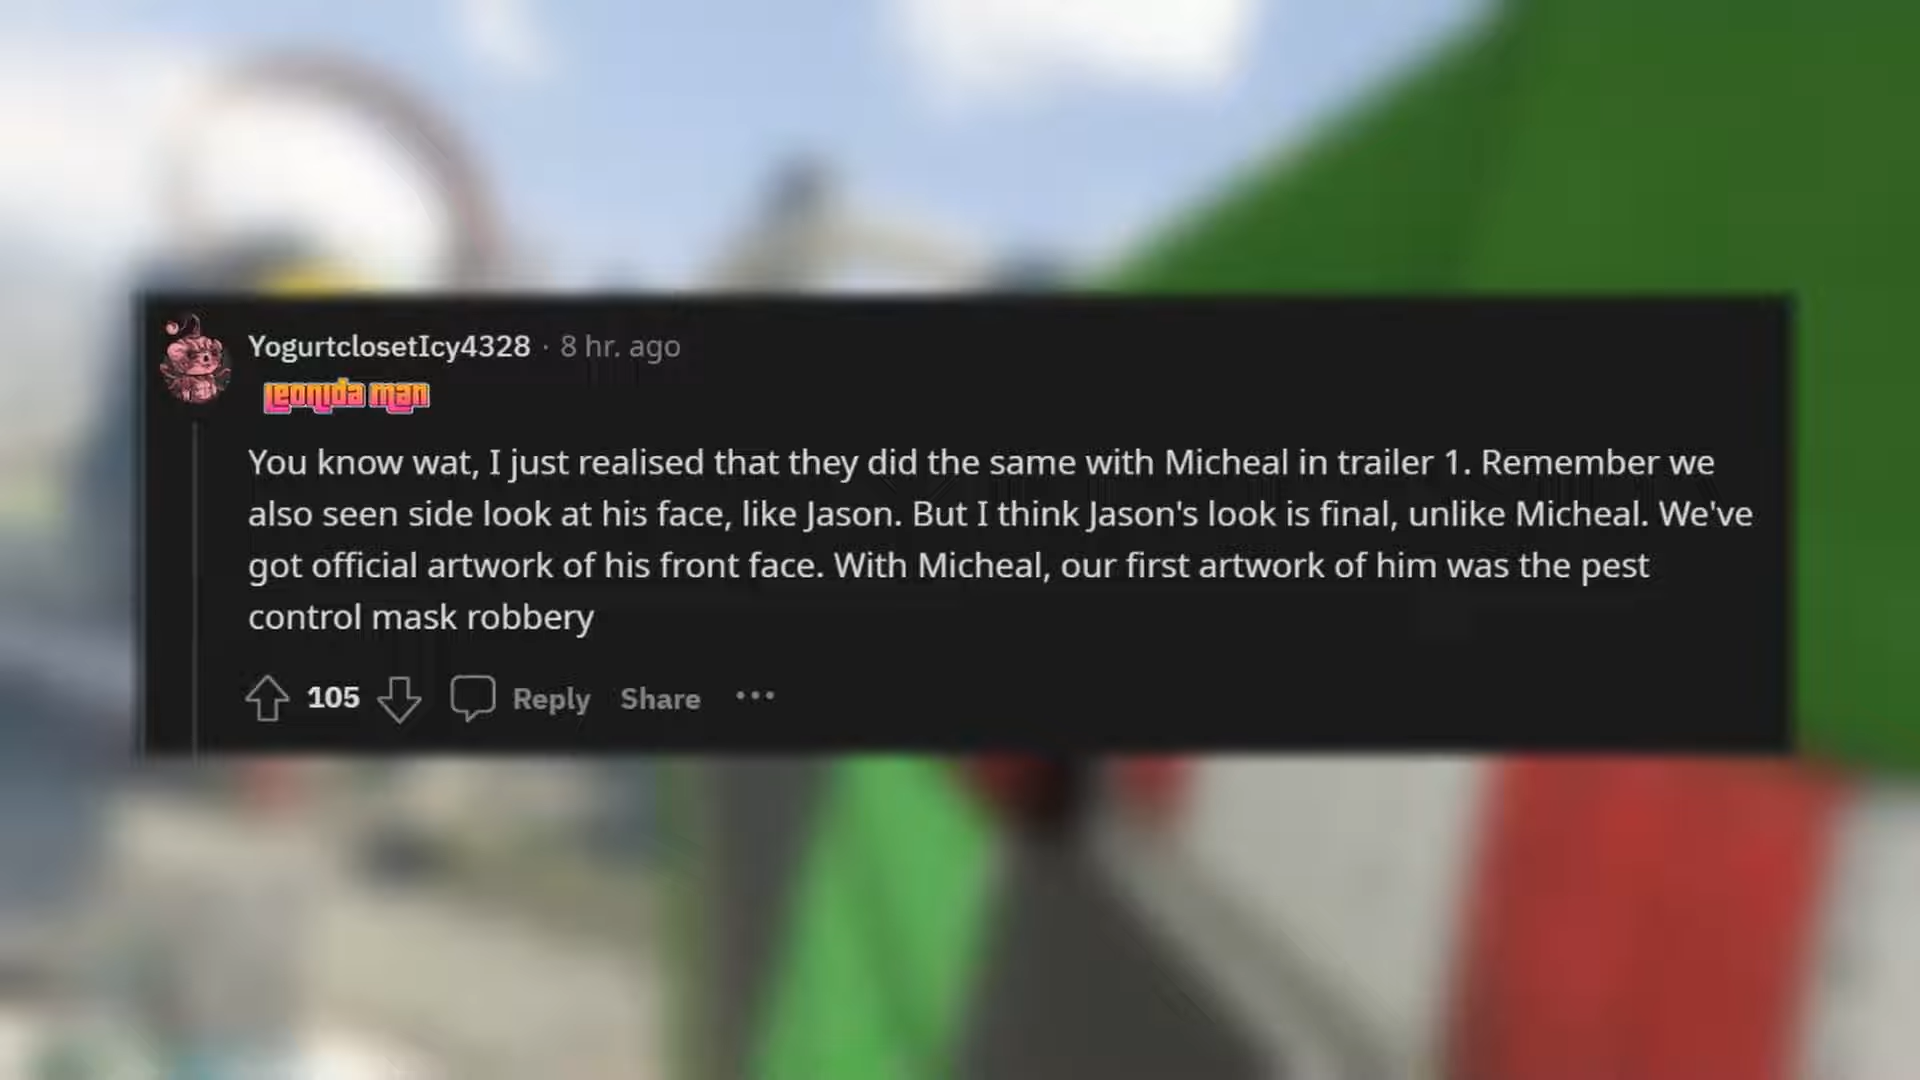 YogurtclosetIcy4328 · 8 hr. ago
Leonida man
You know wat, I just realised that they did the same with Micheal in trailer 1. Remember we
also seen side look at his face, like Jason. But I think Jason's look is final, unlike Micheal. We've
got official artwork of his front face. With Micheal, our first artwork of him was the pest
control mask robbery
105 Reply Share ···